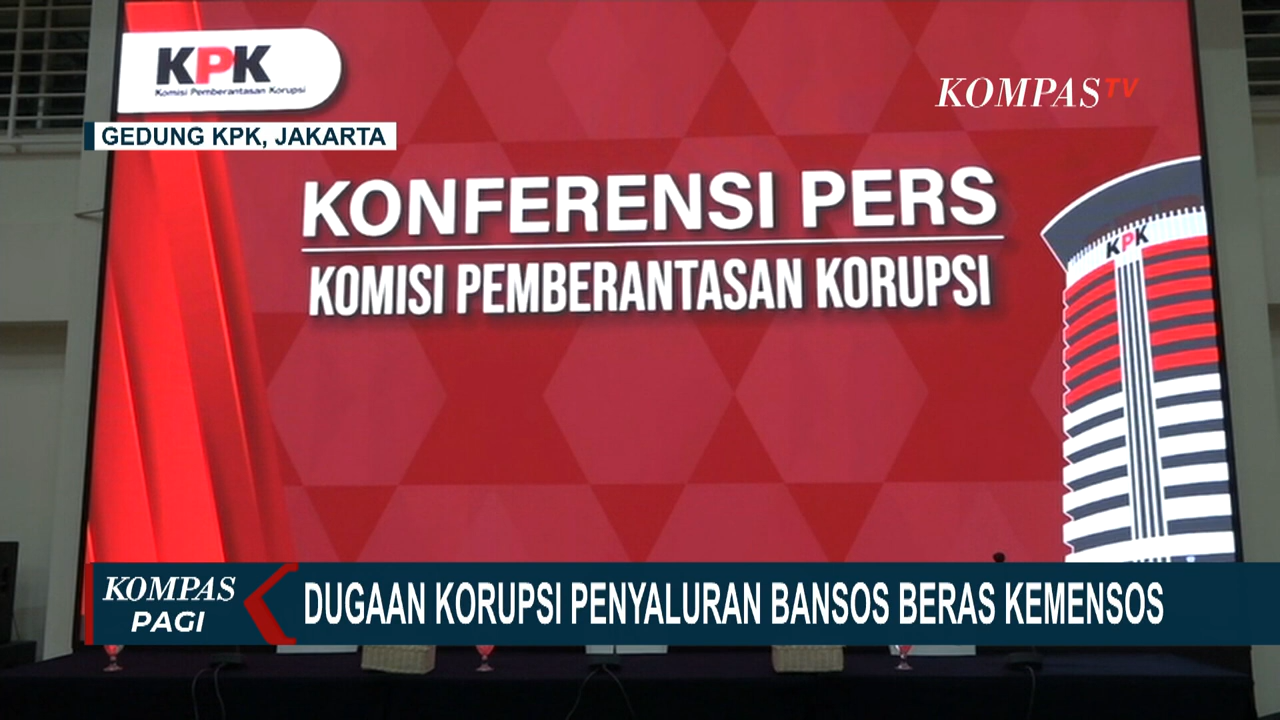 KPK
Komisi Pemberantasan Korupsi
KOMPAS TV
GEDUNG KPK, JAKARTA
KONFERENSI PERS
KOMISI PEMBERANTASAN KORUPSI
KPK
KOMPAS PAGI
DUGAAN KORUPSI PENYALURAN BANSOS BERAS KEMENSOS